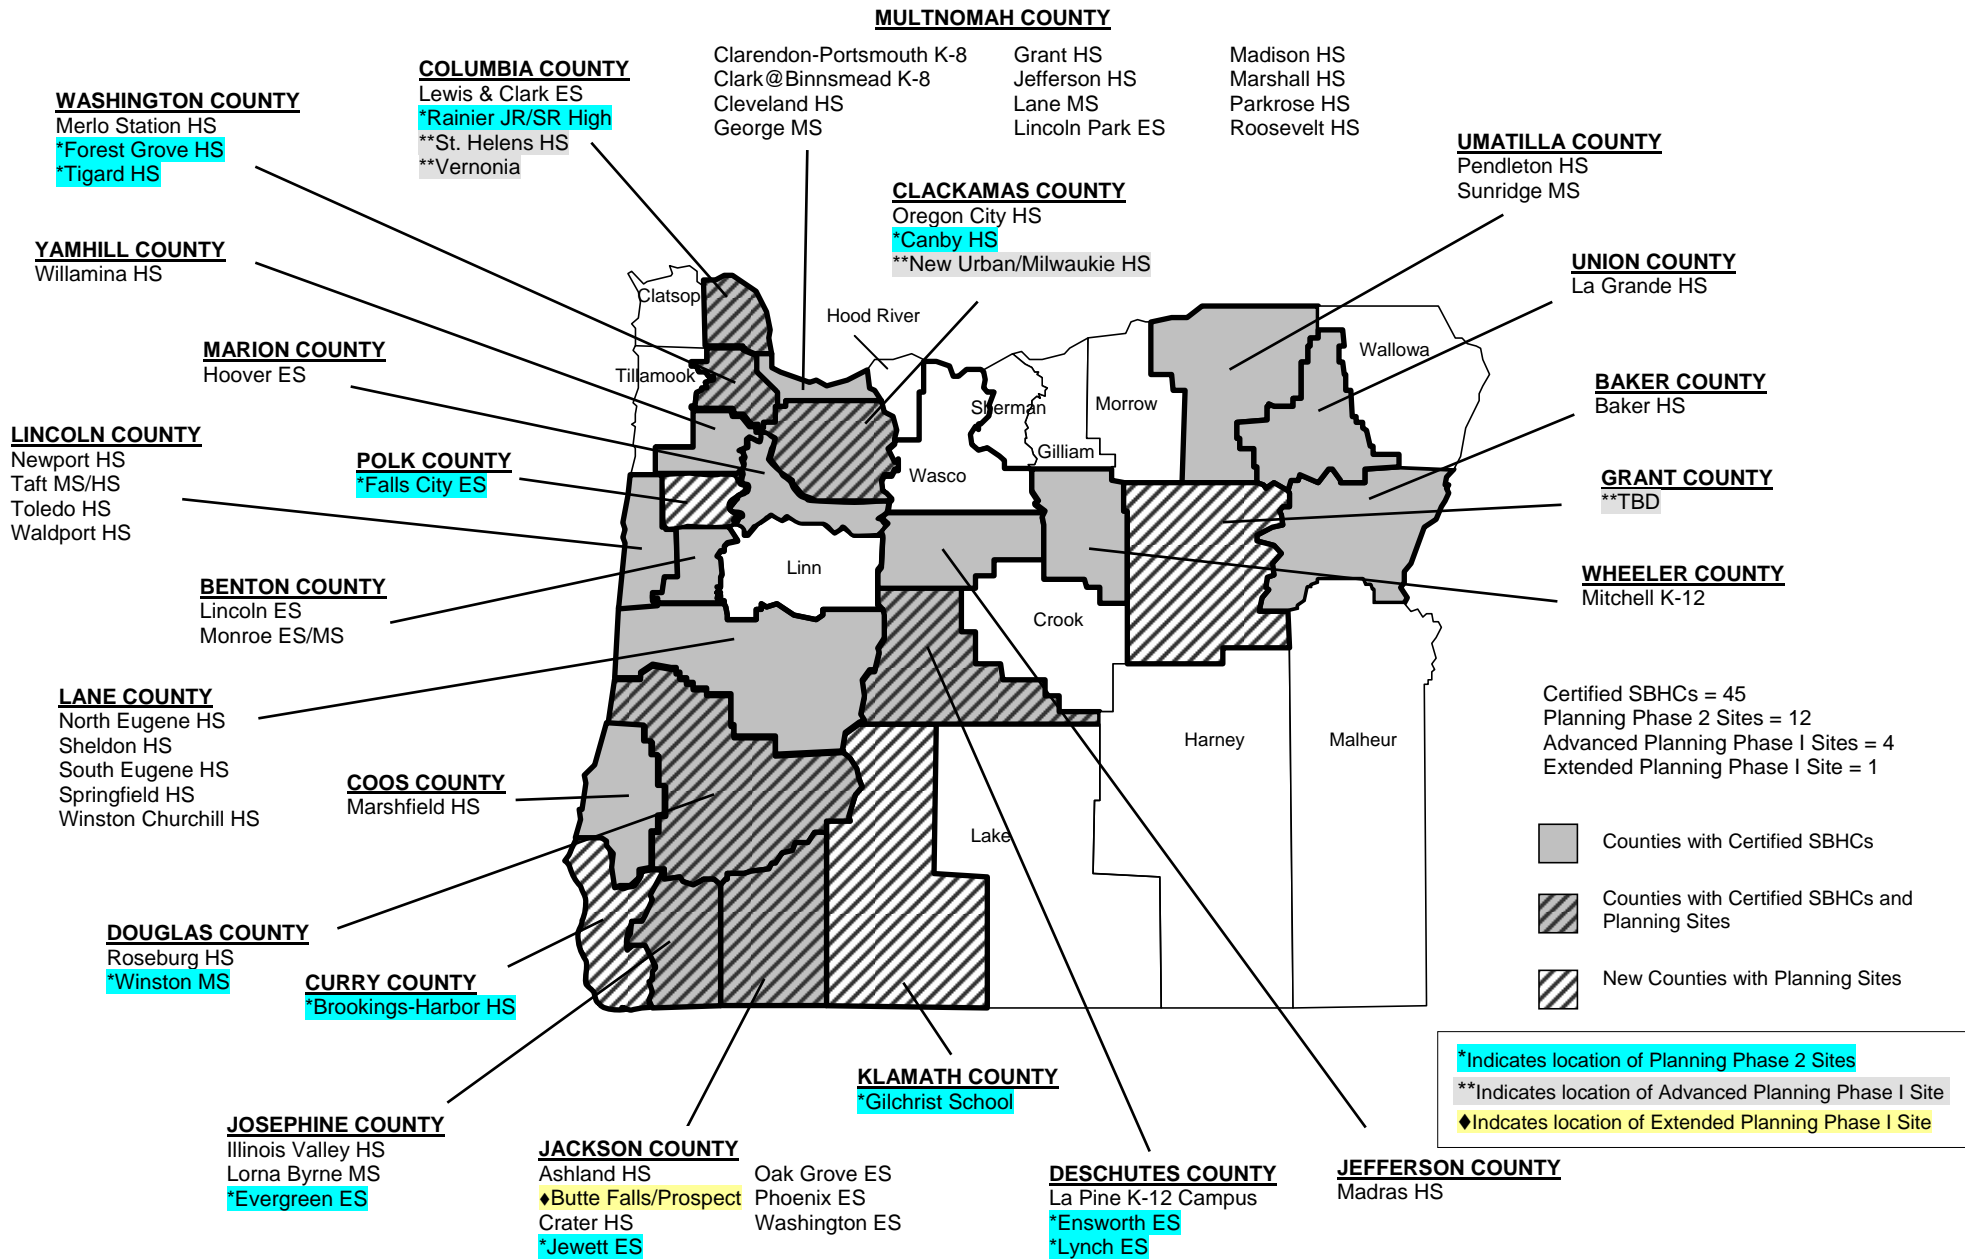 MULTNOMAH COUNTY
Clarendon-Portsmouth K-8
Clark@Binnsmead K-8
Cleveland HS
George MS
Grant HS
Jefferson HS
Lane MS
Lincoln Park ES
Madison HS
Marshall HS
Parkrose HS
Roosevelt HS
COLUMBIA COUNTY
Lewis & Clark ES
*Rainier JR/SR High
**St. Helens HS
**Vernonia
WASHINGTON COUNTY
Merlo Station HS
*Forest Grove HS
*Tigard HS
CLACKAMAS COUNTY
Oregon City HS
*Canby HS
**New Urban/Milwaukie HS
UMATILLA COUNTY
Pendleton HS
Sunridge MS
YAMHILL COUNTY
Willamina HS
UNION COUNTY
La Grande HS
MARION COUNTY
Hoover ES
BAKER COUNTY
Baker HS
LINCOLN COUNTY
Newport HS
Taft MS/HS
Toledo HS
Waldport HS
POLK COUNTY
*Falls City ES
GRANT COUNTY
**TBD
BENTON COUNTY
Lincoln ES
Monroe ES/MS
WHEELER COUNTY
Mitchell K-12
LANE COUNTY
North Eugene HS
Sheldon HS
South Eugene HS
Springfield HS
Winston Churchill HS
COOS COUNTY
Marshfield HS
DOUGLAS COUNTY
Roseburg HS
*Winston MS
CURRY COUNTY
*Brookings-Harbor HS
JOSEPHINE COUNTY
Illinois Valley HS
Lorna Byrne MS
*Evergreen ES
JACKSON COUNTY
Ashland HS
♦Butte Falls/Prospect
Crater HS
*Jewett ES
Oak Grove ES
Phoenix ES
Washington ES
KLAMATH COUNTY
*Gilchrist School
DESCHUTES COUNTY
La Pine K-12 Campus
*Ensworth ES
*Lynch ES
JEFFERSON COUNTY
Madras HS
Clatsop
Tillamook
Hood River
Sherman
Gilliam
Morrow
Wallowa
Wasco
Linn
Crook
Harney
Malheur
Lake
Certified SBHCs = 45
Planning Phase 2 Sites = 12
Advanced Planning Phase I Sites = 4
Extended Planning Phase I Site = 1
Counties with Certified SBHCs
Counties with Certified SBHCs and
Planning Sites
New Counties with Planning Sites
*Indicates location of Planning Phase 2 Sites
**Indicates location of Advanced Planning Phase I Site
♦Indcates location of Extended Planning Phase I Site